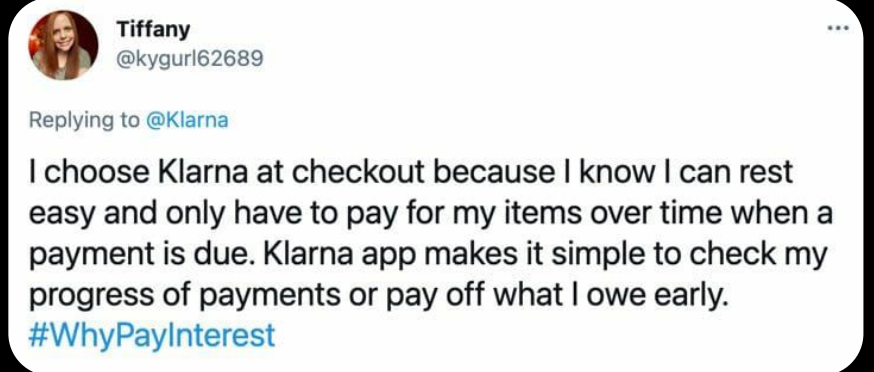 Tiffany
@kygurl62689
Replying to @Klarna
I choose Klarna at checkout because I know I can rest
easy and only have to pay for my items over time when a
payment is due. Klarna app makes it simple to check my
progress of payments or pay off what I owe early.
#WhyPayInterest